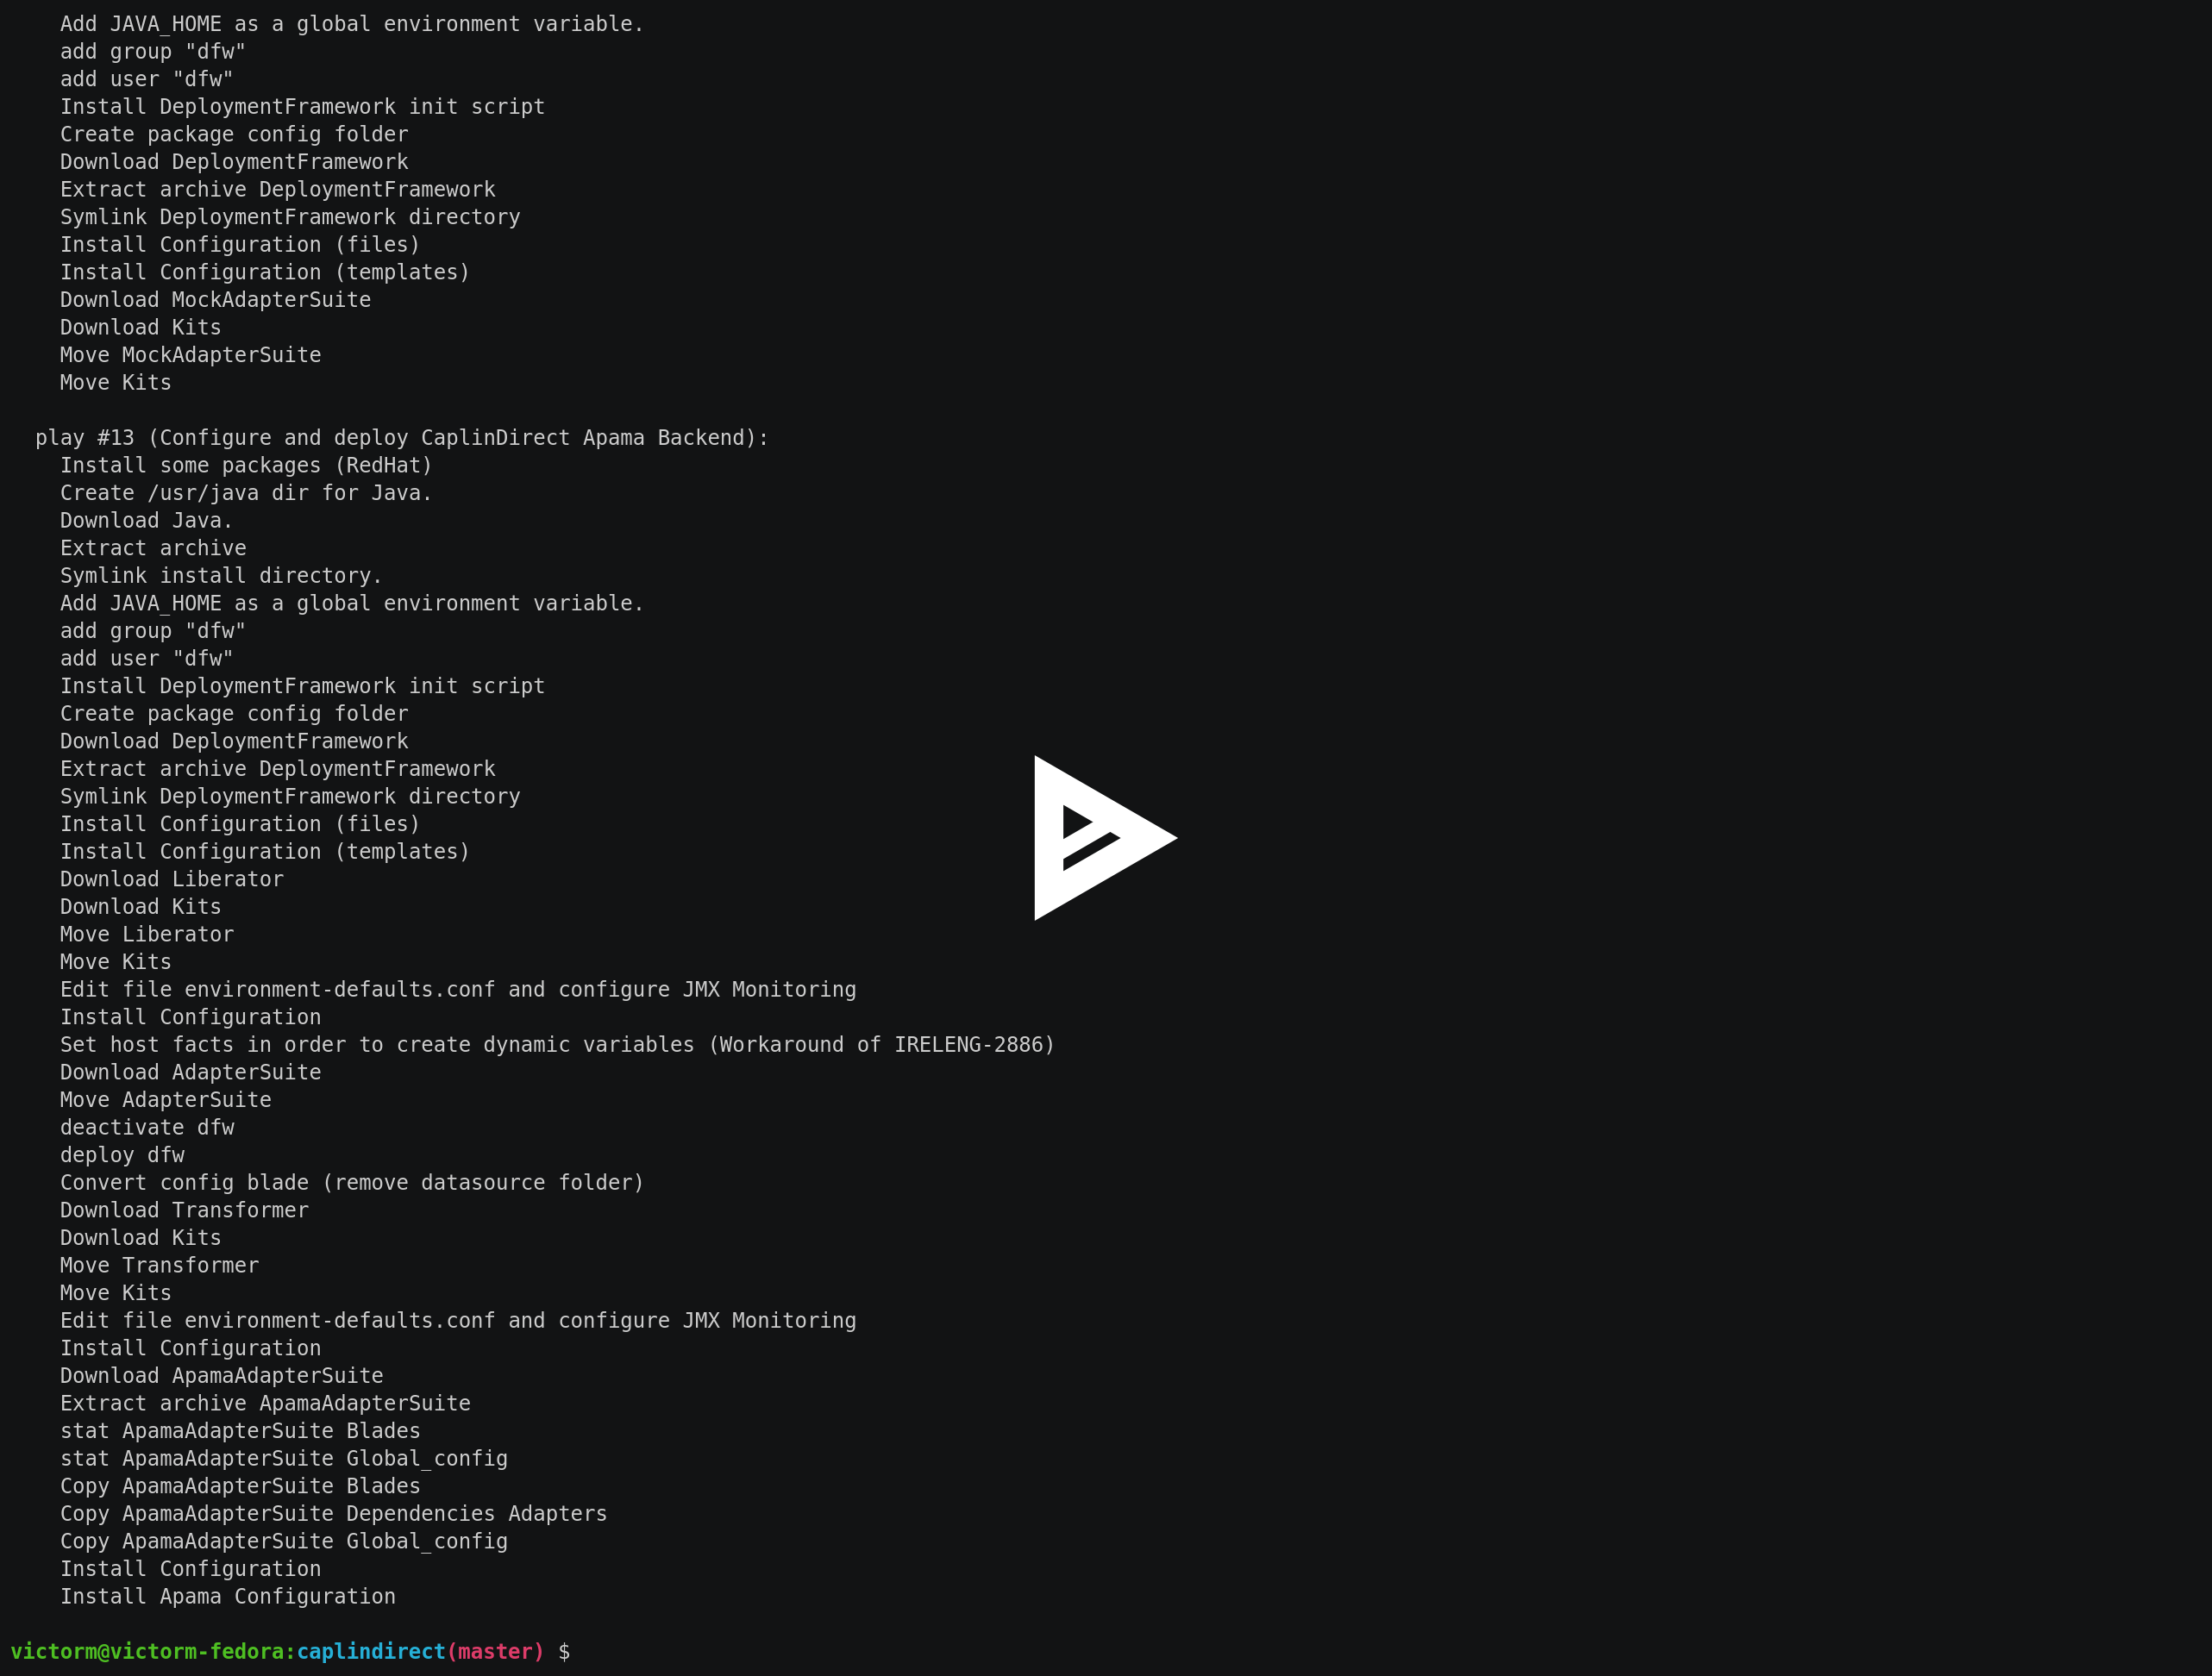 Add JAVA_HOME as a global environment variable.
add group "dfw"
add user "dfw"
Install DeploymentFramework init script
Create package config folder
Download DeploymentFramework
Extract archive DeploymentFramework
Symlink DeploymentFramework directory
Install Configuration (files)
Install Configuration (templates)
Download MockAdapterSuite
Download Kits
Move MockAdapterSuite
Move Kits
play #13 (Configure and deploy CaplinDirect Apama Backend):
Install some packages (RedHat)
Create /usr/java dir for Java.
Download Java.
Extract archive
Symlink install directory.
Add JAVA_HOME as a global environment variable.
add group "dfw"
add user "dfw"
Install DeploymentFramework init script
Create package config folder
Download DeploymentFramework
Extract archive DeploymentFramework
Symlink DeploymentFramework directory
Install Configuration (files)
Install Configuration (templates)
Download Liberator
Download Kits
Move Liberator
Move Kits
Edit file environment-defaults.conf and configure JMX Monitoring
Install Configuration
Set host facts in order to create dynamic variables (Workaround of IRELENG-2886)
Download AdapterSuite
Move AdapterSuite
deactivate dfw
deploy dfw
Convert config blade (remove datasource folder)
Download Transformer
Download Kits
Move Transformer
Move Kits
Edit file environment-defaults.conf and configure JMX Monitoring
Install Configuration
Download ApamaAdapterSuite
Extract archive ApamaAdapterSuite
stat ApamaAdapterSuite Blades
stat ApamaAdapterSuite Global_config
Copy ApamaAdapterSuite Blades
Copy ApamaAdapterSuite Dependencies Adapters
Copy ApamaAdapterSuite Global_config
Install Configuration
Install Apama Configuration
victorm@victorm-fedora:caplindirect(master) $